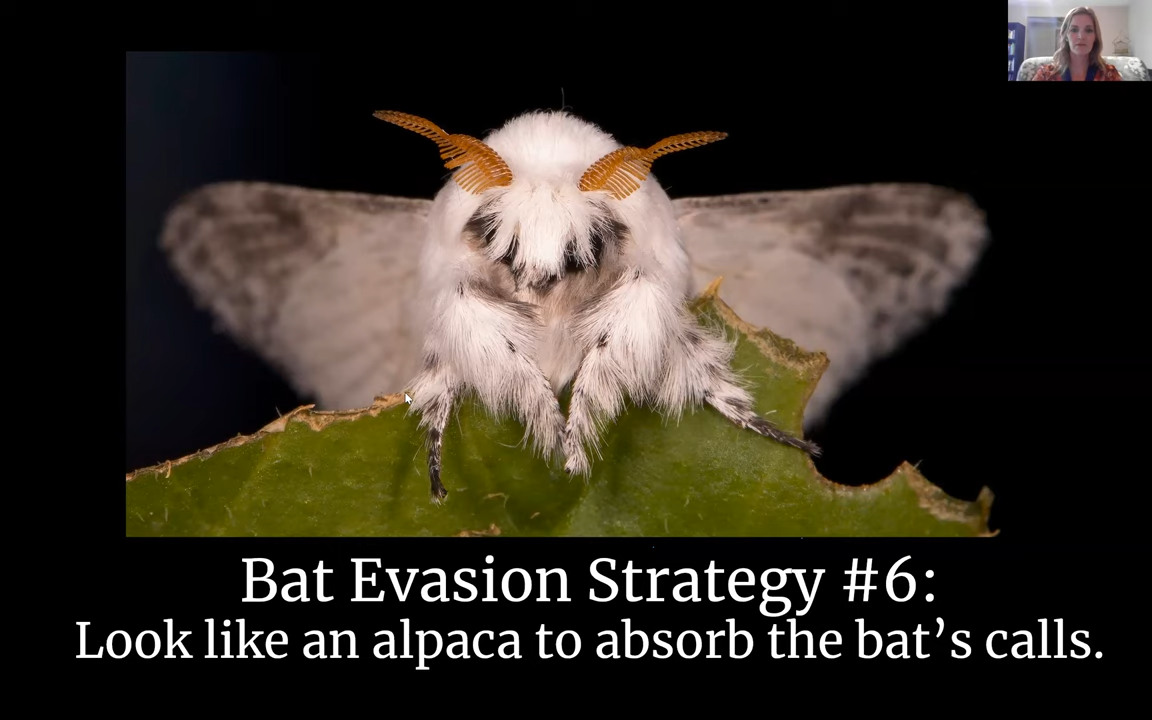 Bat Evasion Strategy #6:
Look like an alpaca to absorb the bat’s calls.